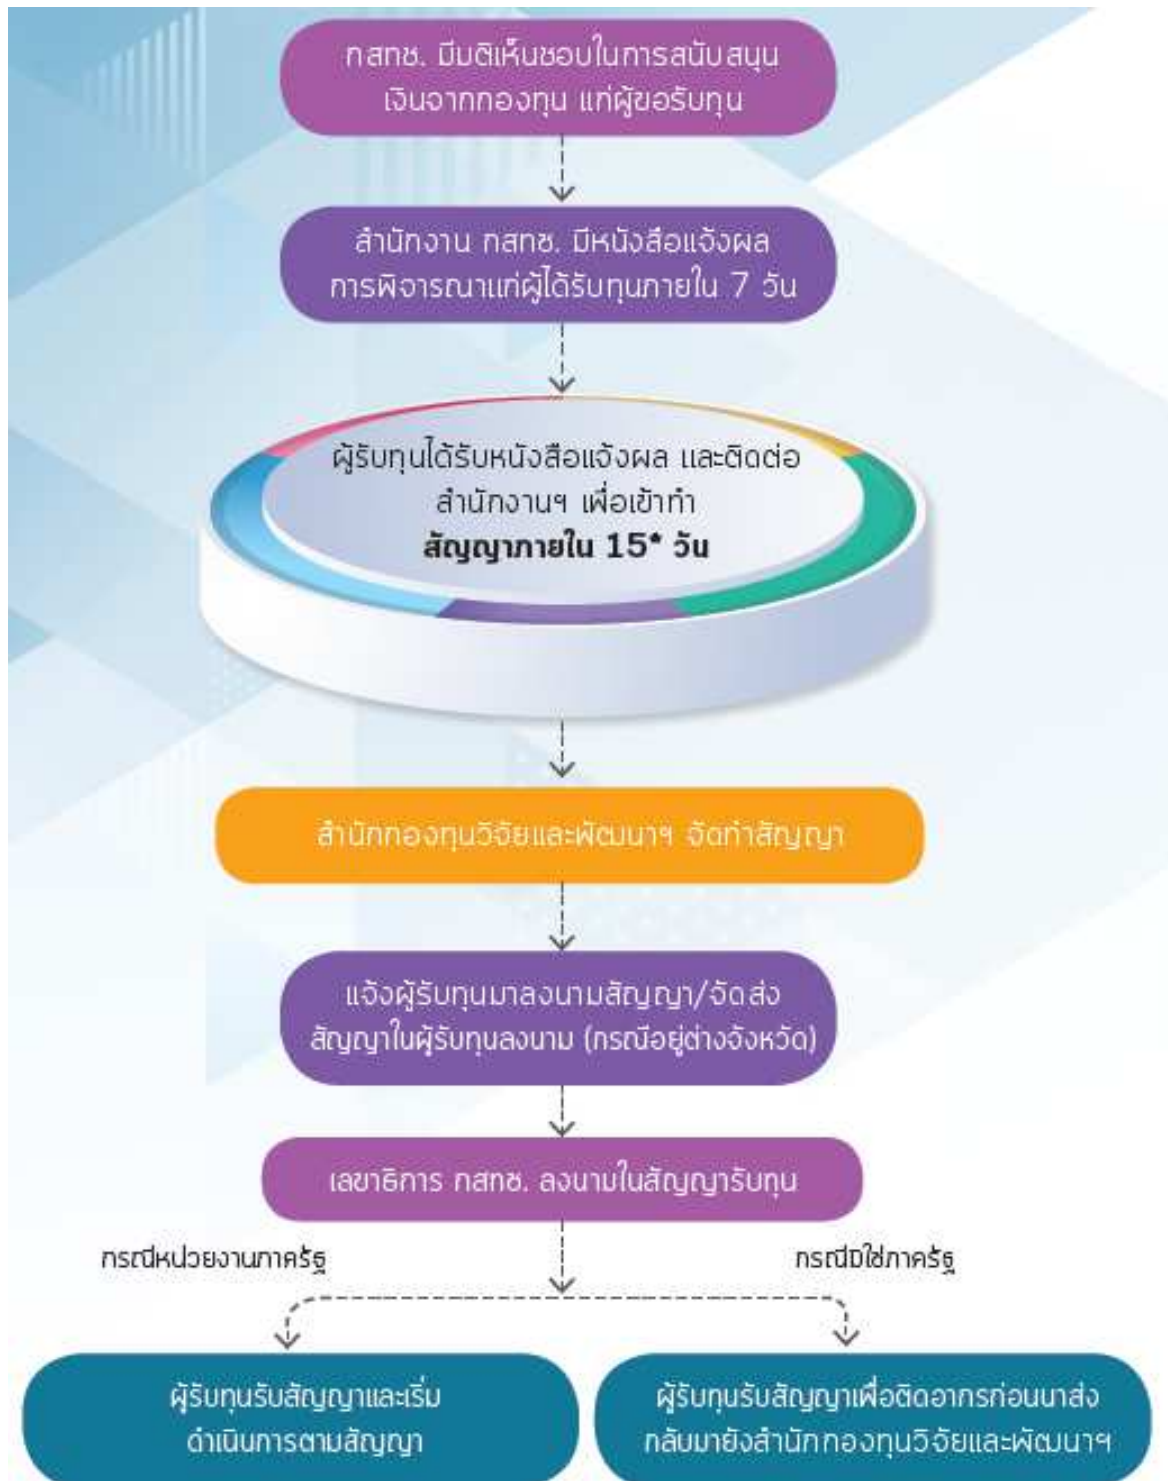 กสทช. มีมติเห็นชอบในการสนับสนุน
เงินจากกองทุน แก่ผู้ขอรับทุน
สำนักงาน กสทช. มีหนังสือแจ้งผล
การพิจารณาแก่ผู้ได้รับทุนภายใน 7 วัน
ผู้รับทุนได้รับหนังสือแจ้งผล และติดต่อ
สำนักงานฯ เพื่อเข้าทำ
สัญญาภายใน 15* วัน
สำนักกองทุนวิจัยและพัฒนาฯ จัดทำสัญญา
แจ้งผู้รับทุนมาลงนามสัญญา/จัดส่ง
สัญญาในผู้รับทุนลงนาม (กรณีอยู่ต่างจังหวัด)
เลขาธิการ กสทช. ลงนามในสัญญารับทุน
กรณีหน่วยงานภาครัฐ
กรณีมิใช่ภาครัฐ
ผู้รับทุนรับสัญญาและเริ่ม
ดำเนินการตามสัญญา
ผู้รับทุนรับสัญญาเพื่อติดอากรก่อนนาส่ง
กลับมายังสำนักกองทุนวิจัยและพัฒนาฯ